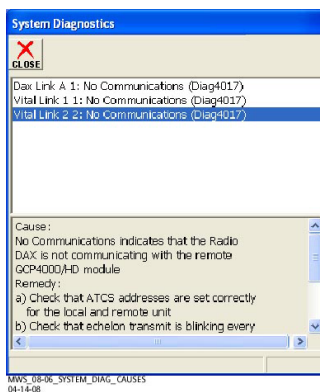 System Diagnostics
CLOSE
Dax Link A 1: No Communications (Diag4017)
Vital Link 1 1: No Communications (Diag4017)
Vital Link 2 2: No Communications (Diag4017)
Cause:
No Communications indicates that the Radio
DAX is not communicating with the remote
GCP4000/HD module
Remedy:
a) Check that ATCS addresses are set correctly
for the local and remote unit
b) Check that echelon transmit is blinking every
MWS_08-06_SYSTEM_DIAG_CAUSES
04-14-08